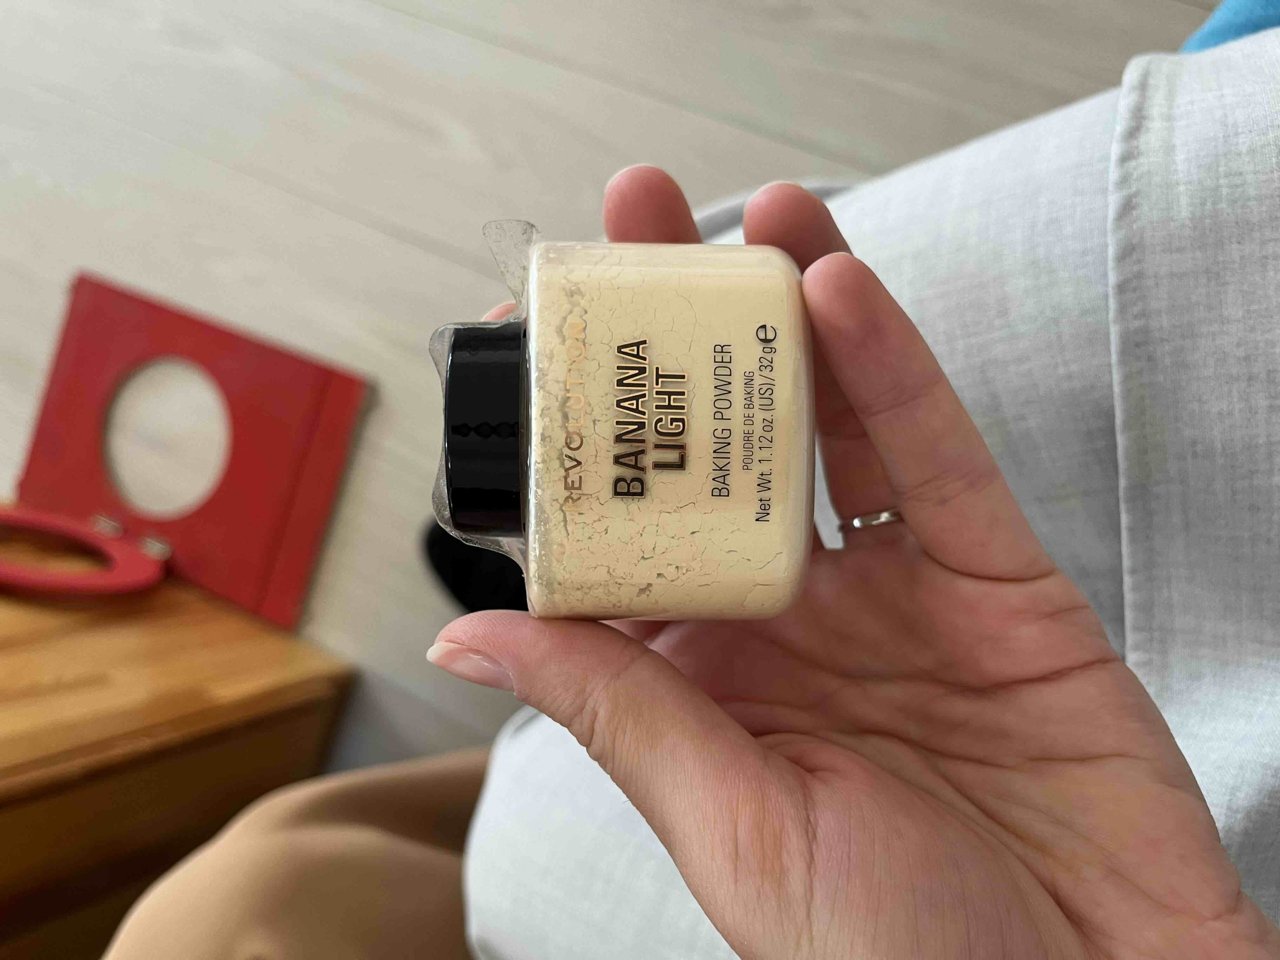 REVOLUTION
BANANA
LIGHT
BAKING POWDER
POUDRE DE BAKING
Net Wt. 1.12 oz. (US) / 32g ℮